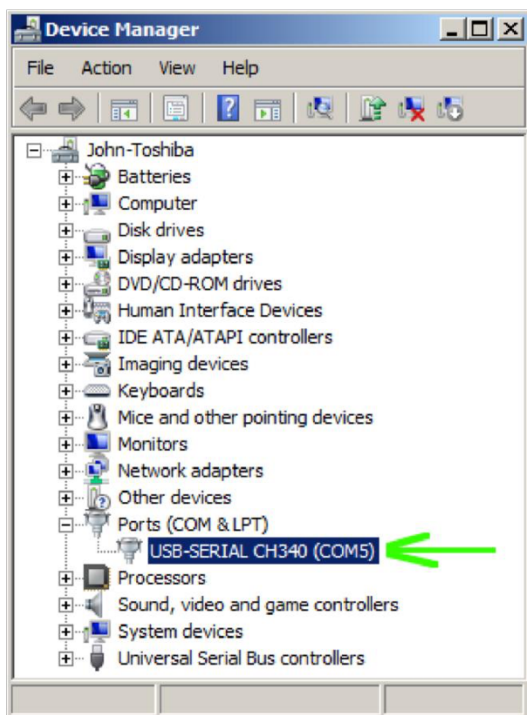 Device Manager
File Action View Help
John-Toshiba
Batteries
Computer
Disk drives
Display adapters
DVD/CD-ROM drives
Human Interface Devices
IDE ATA/ATAPI controllers
Imaging devices
Keyboards
Mice and other pointing devices
Monitors
Network adapters
Other devices
Ports (COM & LPT)
USB-SERIAL CH340 (COM5)
Processors
Sound, video and game controllers
System devices
Universal Serial Bus controllers